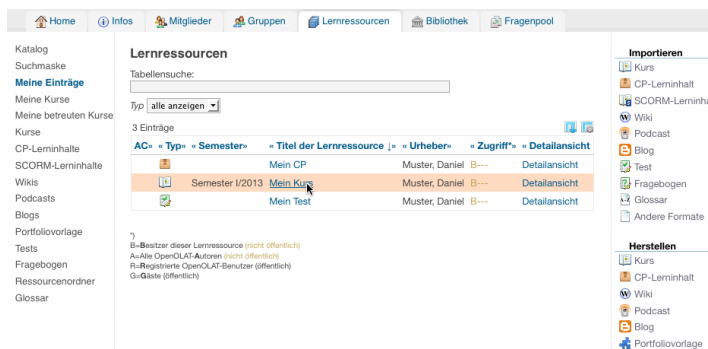 Home Infos Mitglieder Gruppen Lernressourcen Bibliothek Fragenpool
Katalog
Suchmaske
Meine Einträge
Meine Kurse
Meine betreuten Kurse
Kurse
CP-Lerninhalte
SCORM-Lerninhalte
Wikis
Podcasts
Blogs
Portfoliovorlage
Tests
Fragebogen
Ressourcenordner
Glossar
Lernressourcen
Tabellensuche:
Typ alle anzeigen
3 Einträge
AC» « Typ» « Semester» « Titel der Lernressource ↓» « Urheber» « Zugriff*» « Detailansicht
Mein CP Muster, Daniel B--- Detailansicht
Semester I/2013 Mein Kurs Muster, Daniel B--- Detailansicht
Mein Test Muster, Daniel B--- Detailansicht
*)
B=Besitzer dieser Lernressource (nicht öffentlich)
A=Alle OpenOLAT-Autoren (nicht öffentlich)
R=Registrierte OpenOLAT-Benutzer (öffentlich)
G=Gäste (öffentlich)
Importieren
Kurs
CP-Lerninhalt
SCORM-Lerninha
Wiki
Podcast
Blog
Test
Fragebogen
Glossar
Andere Formate
Herstellen
Kurs
CP-Lerninhalt
Wiki
Podcast
Blog
Portfoliovorlage